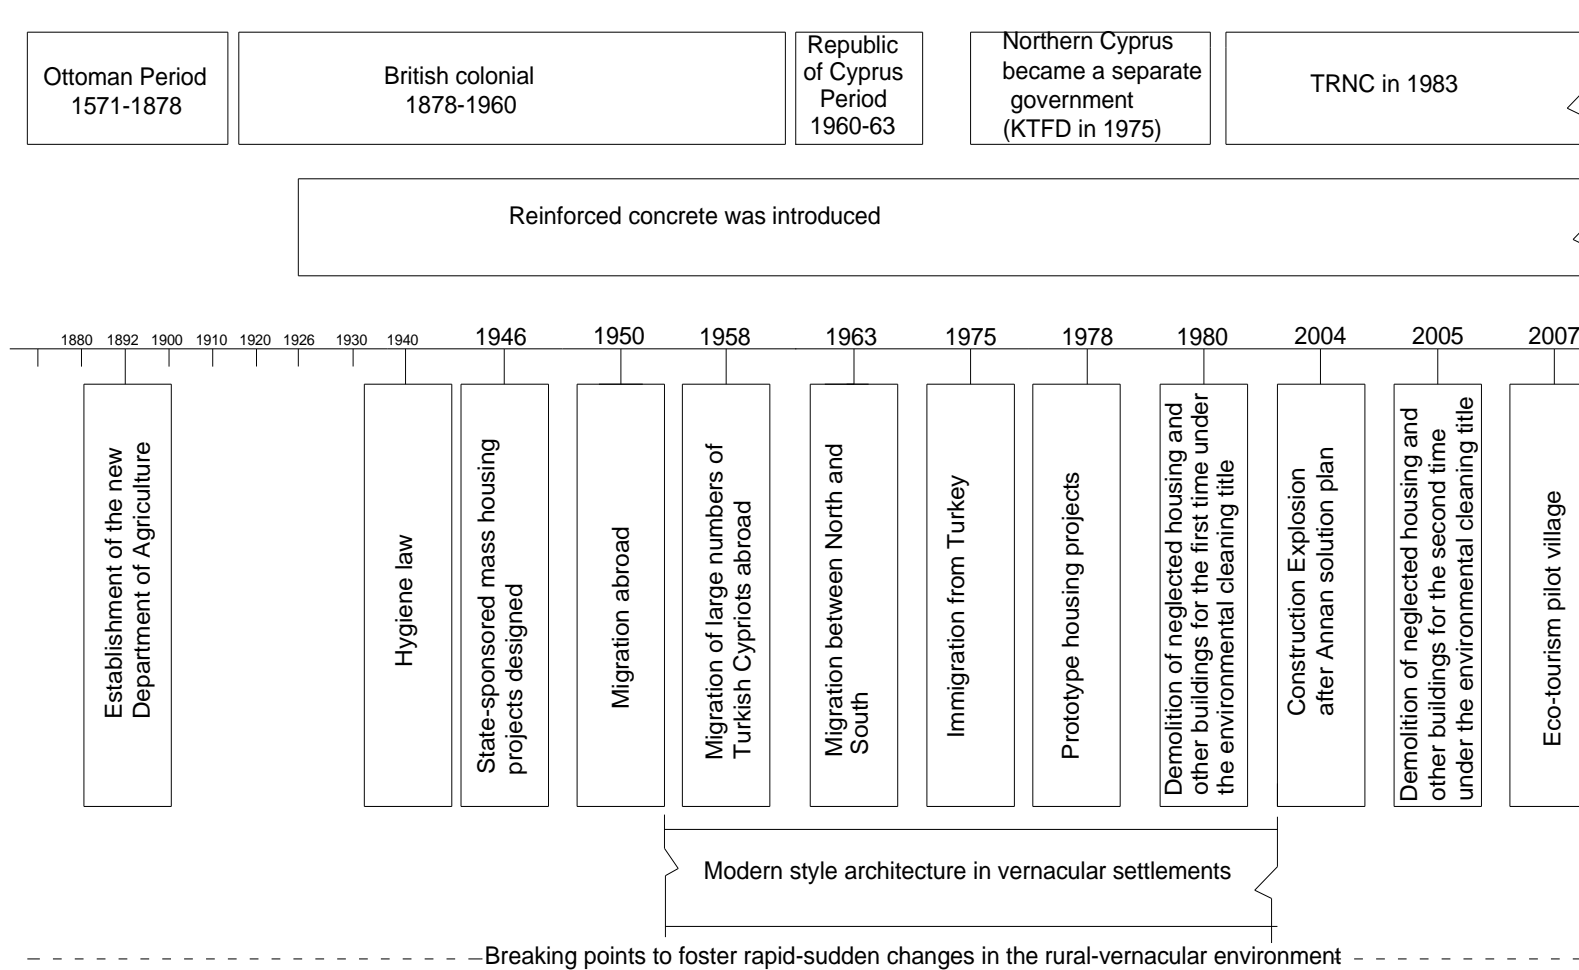 Ottoman Period
1571-1878
British colonial
1878-1960
Republic
of Cyprus
Period
1960-63
Northern Cyprus
became a separate
government
(KTFD in 1975)
TRNC in 1983
Reinforced concrete was introduced
1880 1892 1900 1910 1920 1926 1930 1940 1946 1950 1958 1963 1975 1978 1980 2004 2005 2007
Establishment of the new
Department of Agriculture
Hygiene law
State-sponsored mass housing
projects designed
Migration abroad
Migration of large numbers of
Turkish Cypriots abroad
Migration between North and
South
Immigration from Turkey
Prototype housing projects
Demolition of neglected housing and
other buildings for the first time under
the environmental cleaning title
Construction Explosion
after Annan solution plan
Demolition of neglected housing and
other buildings for the second time
under the environmental cleaning title
Eco-tourism pilot village
Modern style architecture in vernacular settlements
Breaking points to foster rapid-sudden changes in the rural-vernacular environment